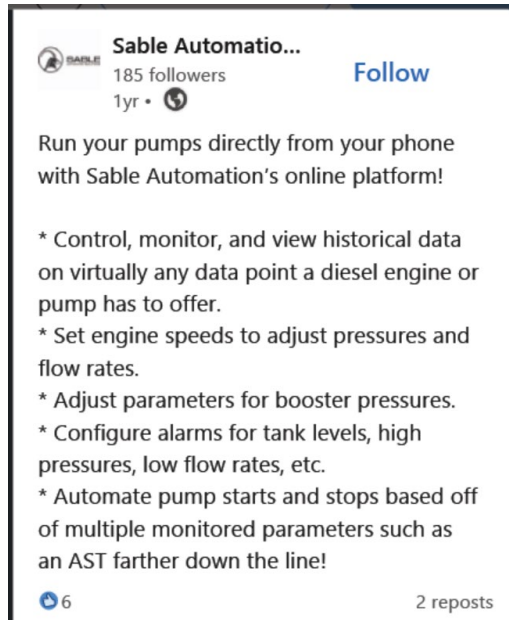 SABLE
Sable Automatio...
185 followers
Follow
1yr •
Run your pumps directly from your phone
with Sable Automation's online platform!
* Control, monitor, and view historical data
on virtually any data point a diesel engine or
pump has to offer.
* Set engine speeds to adjust pressures and
flow rates.
* Adjust parameters for booster pressures.
* Configure alarms for tank levels, high
pressures, low flow rates, etc.
* Automate pump starts and stops based off
of multiple monitored parameters such as
an AST farther down the line!
6
2 reposts